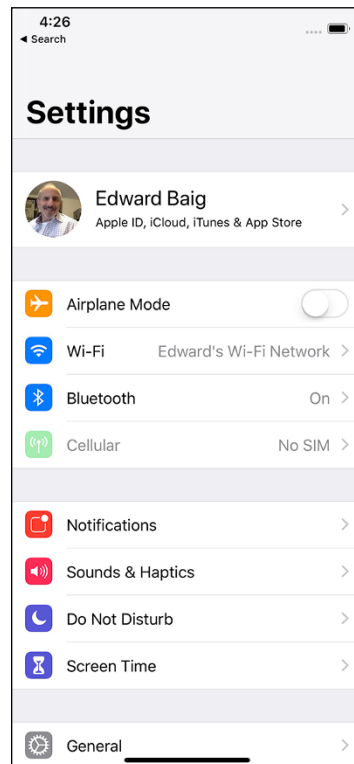 4:26
Search
Settings
Edward Baig
Apple ID, iCloud, iTunes & App Store
Airplane Mode
Wi-Fi Edward's Wi-Fi Network
Bluetooth On
Cellular No SIM
Notifications
Sounds & Haptics
Do Not Disturb
Screen Time
General